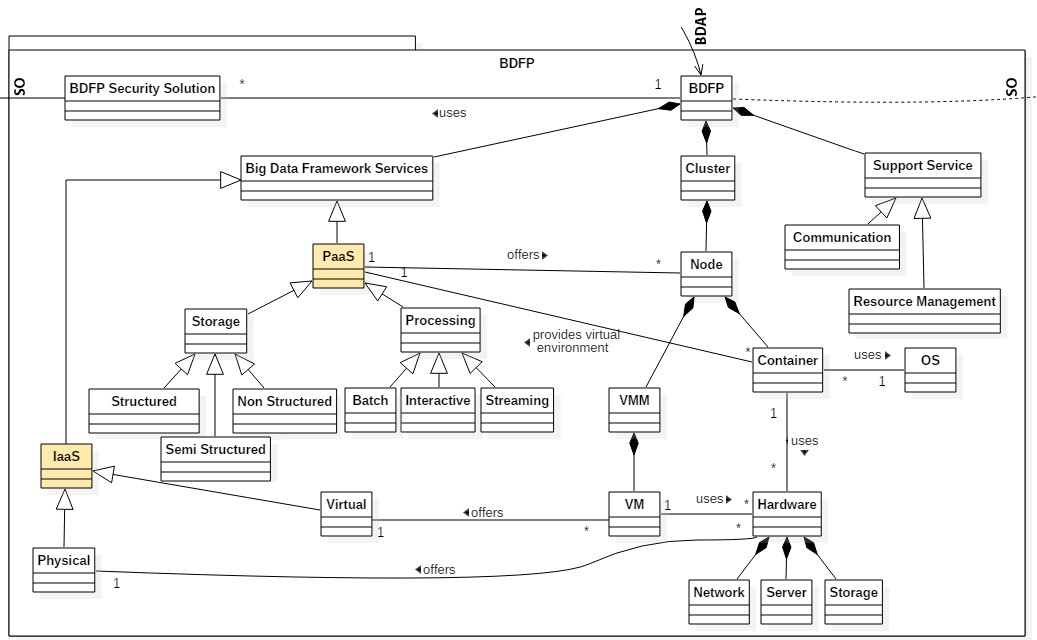 BDAP
BDFP
SO
SO
BDFP Security Solution
*
1
BDFP
◀uses
Big Data Framework Services
Cluster
Support Service
Communication
PaaS
1
offers▶
*
Node
1
Resource Management
Storage
Processing
◀provides virtual
environment
*
Container
uses▶
OS
*
1
Structured
Non Structured
Batch
Interactive
Streaming
VMM
1
Semi Structured
uses
▼
IaaS
*
Virtual
1
◀offers
*
VM
1
uses▶
*
Hardware
*
Physical
1
◀offers
Network
Server
Storage